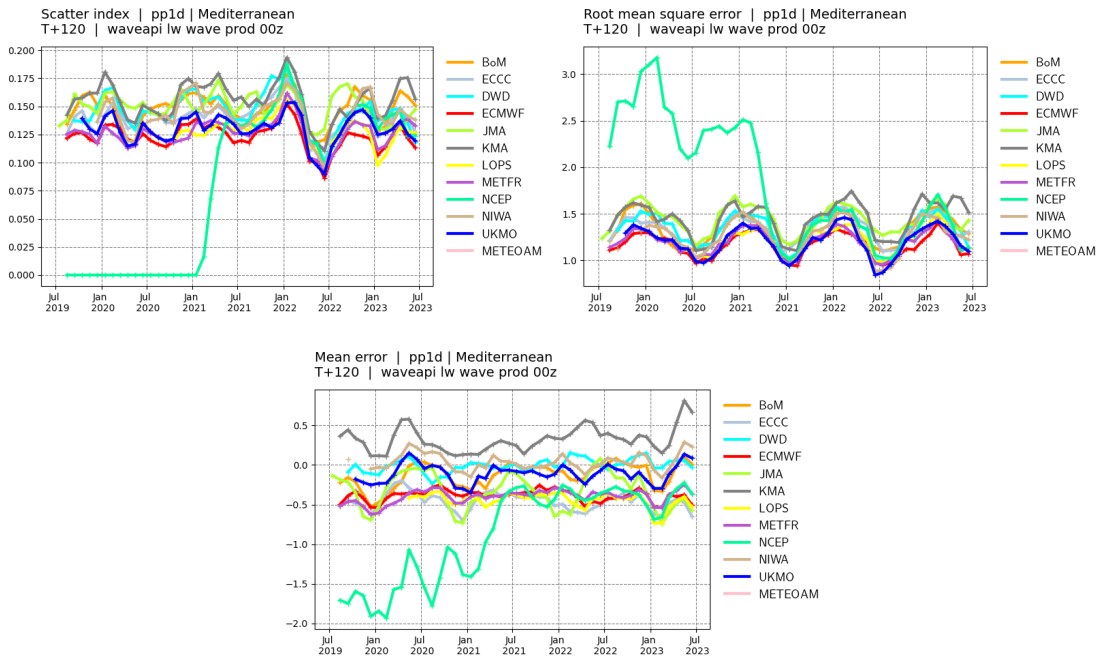 Scatter index | pp1d | Mediterranean
T+120 | waveapi lw wave prod 00z
0.200
0.175
0.150
0.125
0.100
0.075
0.050
0.025
0.000
Jul 2019
Jan 2020
Jul 2020
Jan 2021
Jul 2021
Jan 2022
Jul 2022
Jan 2023
Jul 2023
BoM
ECCC
DWD
ECMWF
JMA
KMA
LOPS
METFR
NCEP
NIWA
UKMO
METEOAM
Root mean square error | pp1d | Mediterranean
T+120 | waveapi lw wave prod 00z
3.0
2.5
2.0
1.5
1.0
Jul 2019
Jan 2020
Jul 2020
Jan 2021
Jul 2021
Jan 2022
Jul 2022
Jan 2023
Jul 2023
BoM
ECCC
DWD
ECMWF
JMA
KMA
LOPS
METFR
NCEP
NIWA
UKMO
METEOAM
Mean error | pp1d | Mediterranean
T+120 | waveapi lw wave prod 00z
0.5
0.0
−0.5
−1.0
−1.5
−2.0
Jul 2019
Jan 2020
Jul 2020
Jan 2021
Jul 2021
Jan 2022
Jul 2022
Jan 2023
Jul 2023
BoM
ECCC
DWD
ECMWF
JMA
KMA
LOPS
METFR
NCEP
NIWA
UKMO
METEOAM